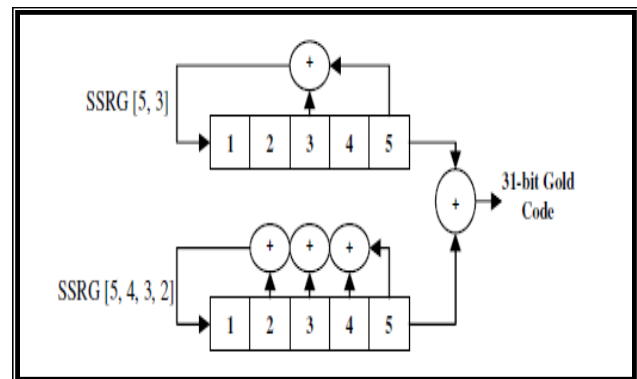 +
SSRG [5, 3]
1 2 3 4 5
+
31-bit Gold
Code
+ + +
SSRG [5, 4, 3, 2]
1 2 3 4 5